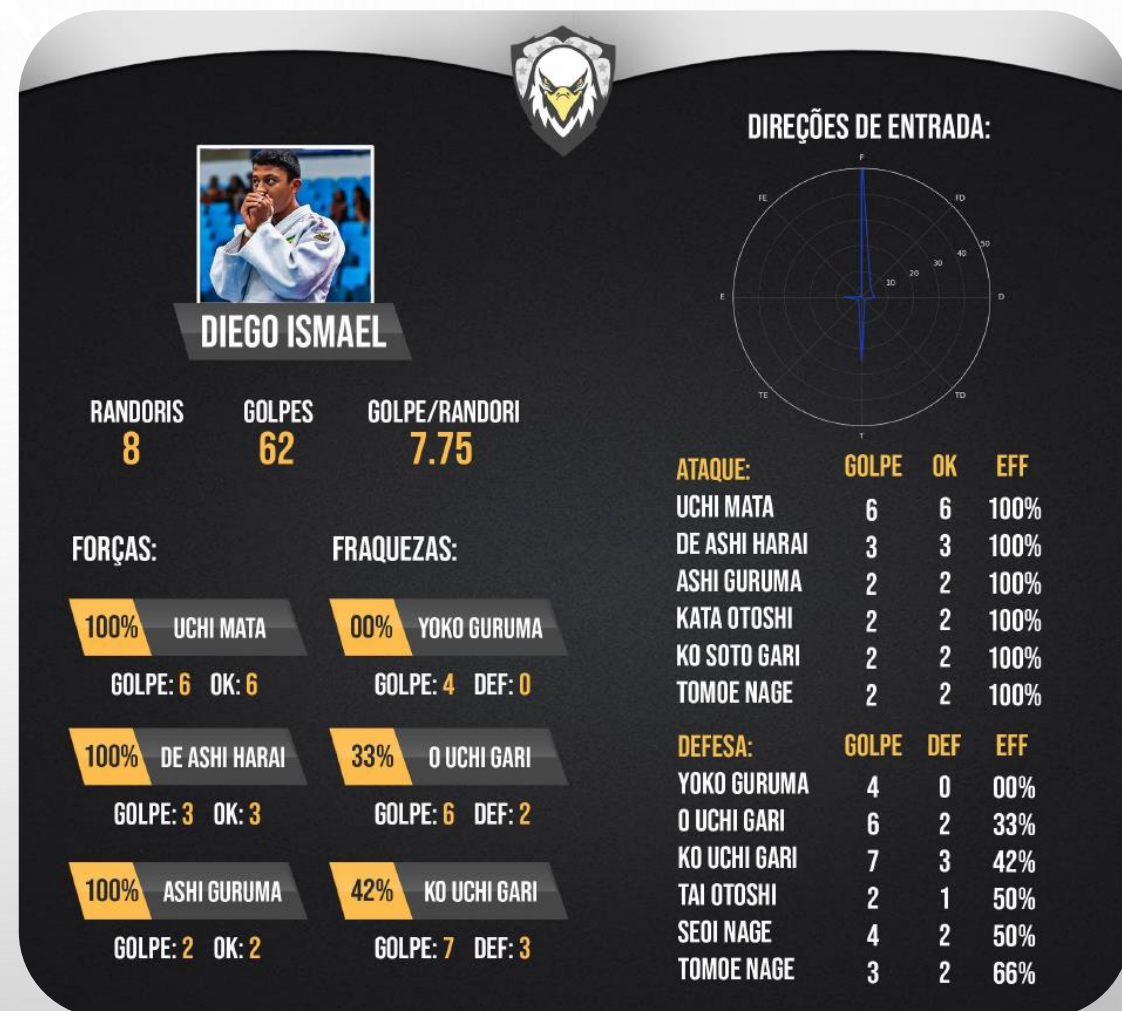 DIEGO ISMAEL
RANDORIS GOLPES GOLPE/RANDORI
8 62 7.75
FORÇAS: FRAQUEZAS:
100% UCHI MATA 00% YOKO GURUMA
GOLPE: 6 OK: 6 GOLPE: 4 DEF: 0
100% DE ASHI HARAI 33% O UCHI GARI
GOLPE: 3 OK: 3 GOLPE: 6 DEF: 2
100% ASHI GURUMA 42% KO UCHI GARI
GOLPE: 2 OK: 2 GOLPE: 7 DEF: 3
DIREÇÕES DE ENTRADA:
F
FE FD
50
40
30
20
10
E D
TE TD
T
ATAQUE: GOLPE OK EFF
UCHI MATA 6 6 100%
DE ASHI HARAI 3 3 100%
ASHI GURUMA 2 2 100%
KATA OTOSHI 2 2 100%
KO SOTO GARI 2 2 100%
TOMOE NAGE 2 2 100%
DEFESA: GOLPE DEF EFF
YOKO GURUMA 4 0 00%
O UCHI GARI 6 2 33%
KO UCHI GARI 7 3 42%
TAI OTOSHI 2 1 50%
SEOI NAGE 4 2 50%
TOMOE NAGE 3 2 66%